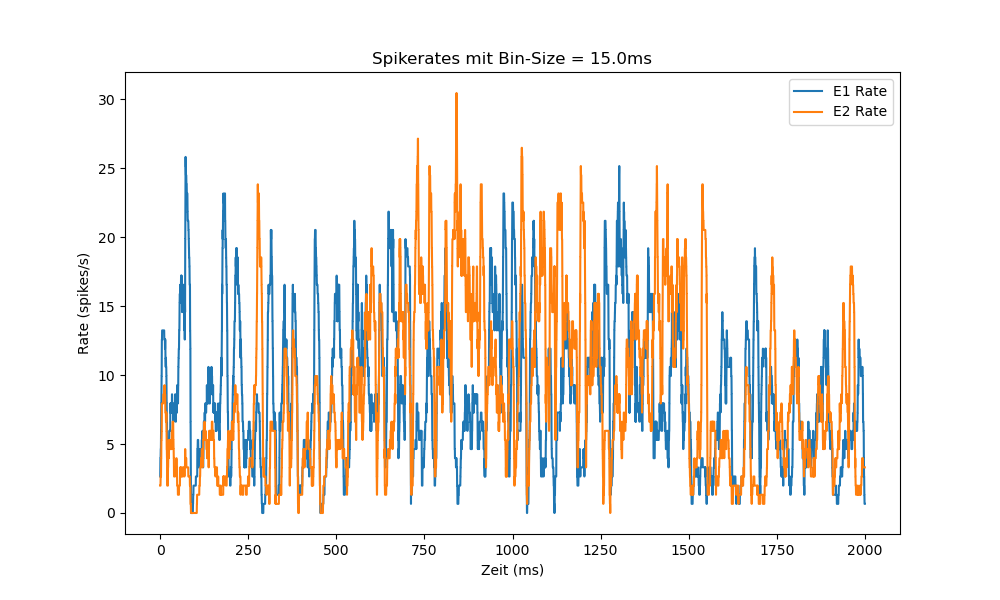 Spikerates mit Bin-Size = 15.0ms
E1 Rate
E2 Rate
30
25
20
15
10
5
0
Rate (spikes/s)
0 250 500 750 1000 1250 1500 1750 2000
Zeit (ms)